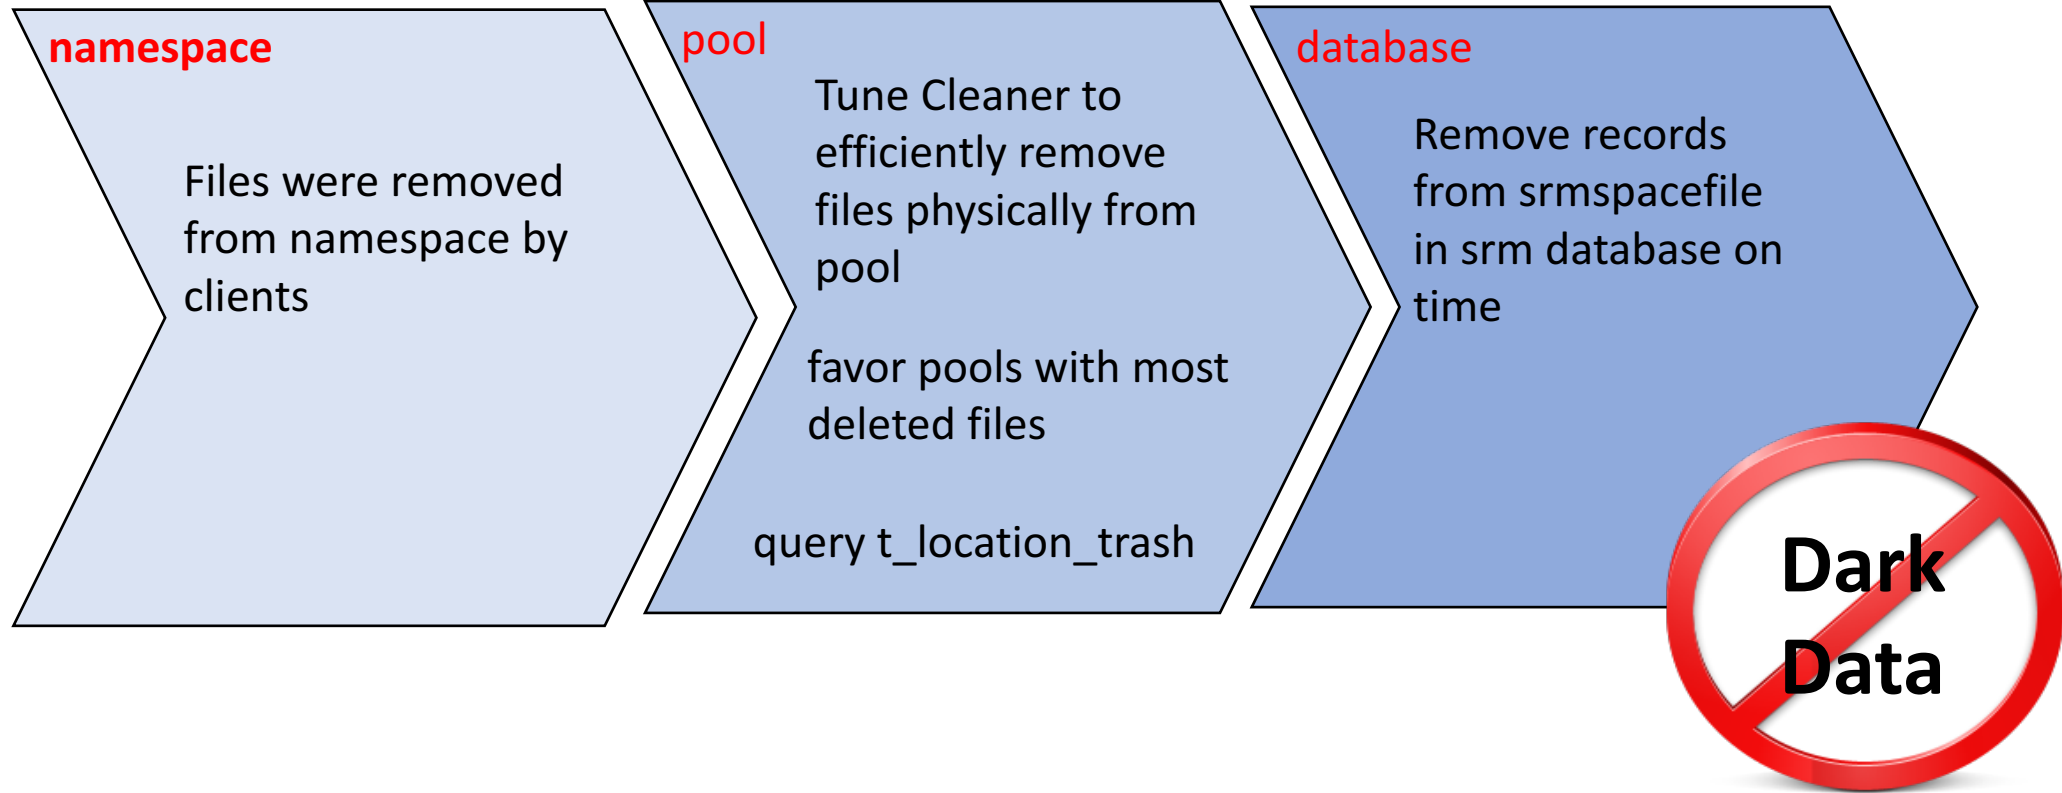 namespace
Files were removed
from namespace by
clients
pool
Tune Cleaner to
efficiently remove
files physically from
pool
favor pools with most
deleted files
query t_location_trash
database
Remove records
from srmspacefile
in srm database on
time
Dark
Data